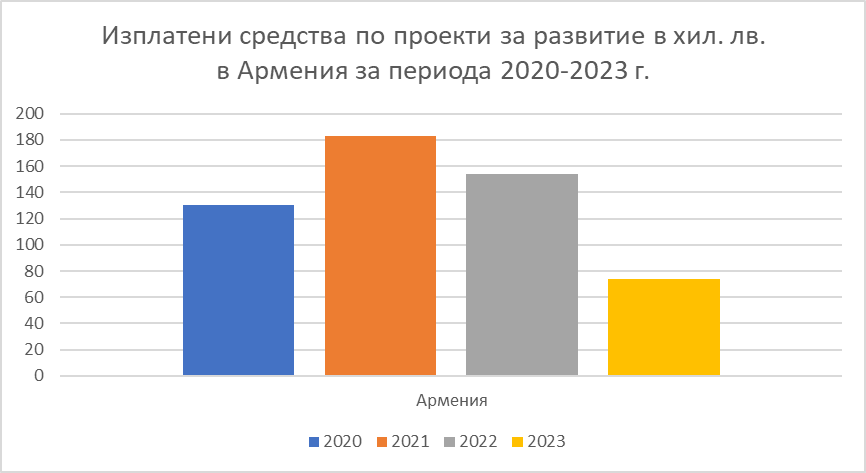 Изплатени средства по проекти за развитие в хил. лв.
в Армения за периода 2020-2023 г.
200
180
160
140
120
100
80
60
40
20
0
Армения
2020 2021 2022 2023